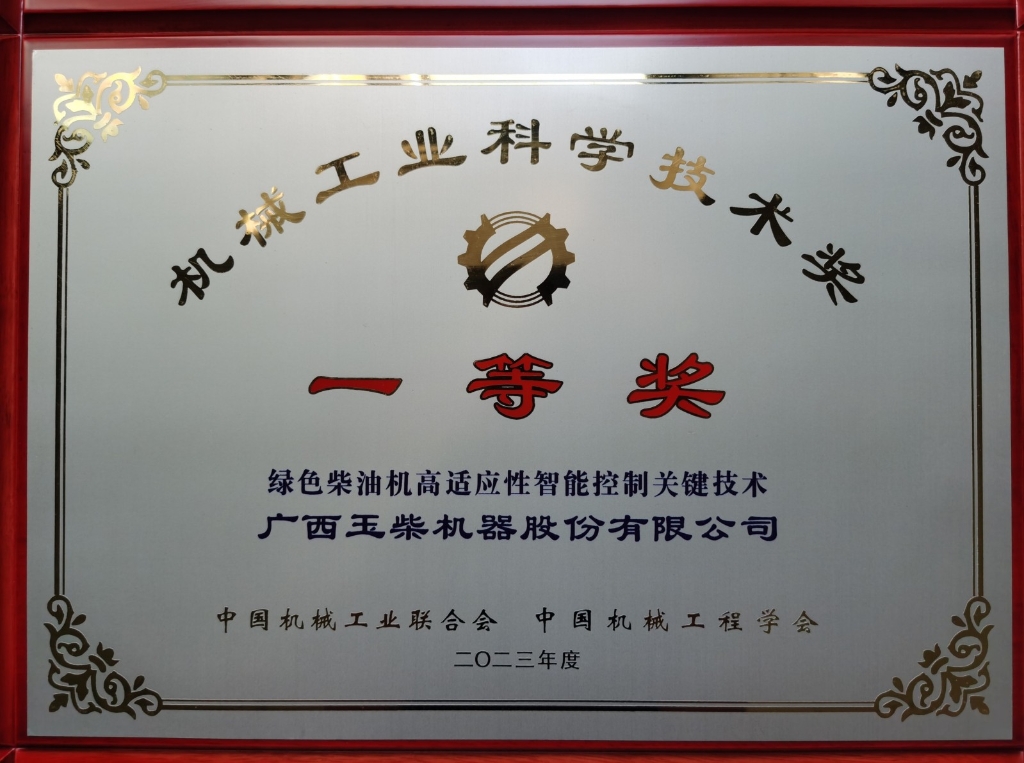 机械工业科学技术奖
一等奖
绿色柴油机高适应性智能控制关键技术
广西玉柴机器股份有限公司
中国机械工业联合会 中国机械工程学会
二〇二三年度